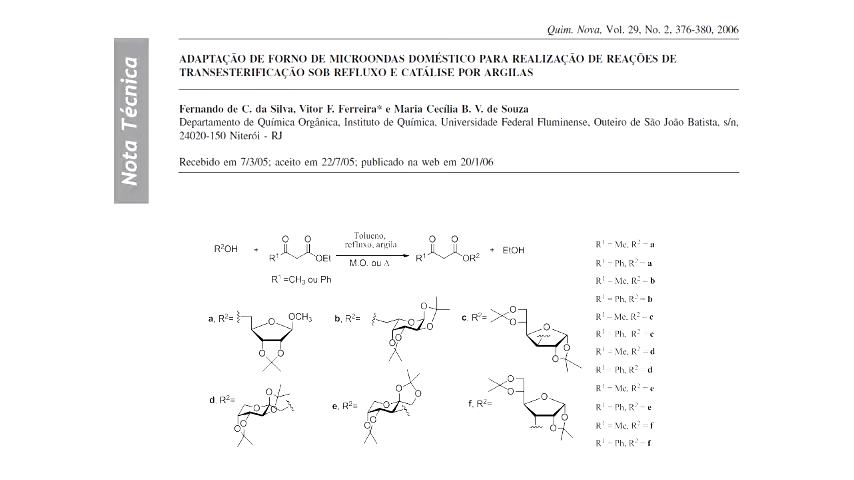 Quim. Nova, Vol. 29, No. 2, 376-380, 2006
Nota Técnica
ADAPTAÇÃO DE FORNO DE MICROONDAS DOMÉSTICO PARA REALIZAÇÃO DE REAÇÕES DE
TRANSESTERIFICAÇÃO SOB REFLUXO E CATÁLISE POR ARGILAS
Fernando de C. da Silva, Vitor F. Ferreira* e Maria Cecília B. V. de Souza
Departamento de Química Orgânica, Instituto de Química, Universidade Federal Fluminense, Outeiro de São João Batista, s/n,
24020-150 Niterói - RJ
Recebido em 7/3/05; aceito em 22/7/05; publicado na web em 20/1/06
R²OH + R¹ O O OEt Tolueno, refluxo, argila M.O. ou Δ R¹ O O OR² + EtOH
R¹ =CH₃ ou Ph
a, R²= O OCH₃ O O
b, R²= O O O O O
c, R²= O O O O O
d, R²= O O O O O
e, R²= O O O O O
f, R²= O O O O O
R¹ = Me, R² = a
R¹ = Ph, R² = a
R¹ = Me, R² = b
R¹ = Ph, R² = b
R¹ = Me, R² = c
R¹ = Ph, R² = c
R¹ = Me, R² = d
R¹ = Ph, R² = d
R¹ = Me, R² = e
R¹ = Ph, R² = e
R¹ = Me, R² = f
R¹ = Ph, R² = f